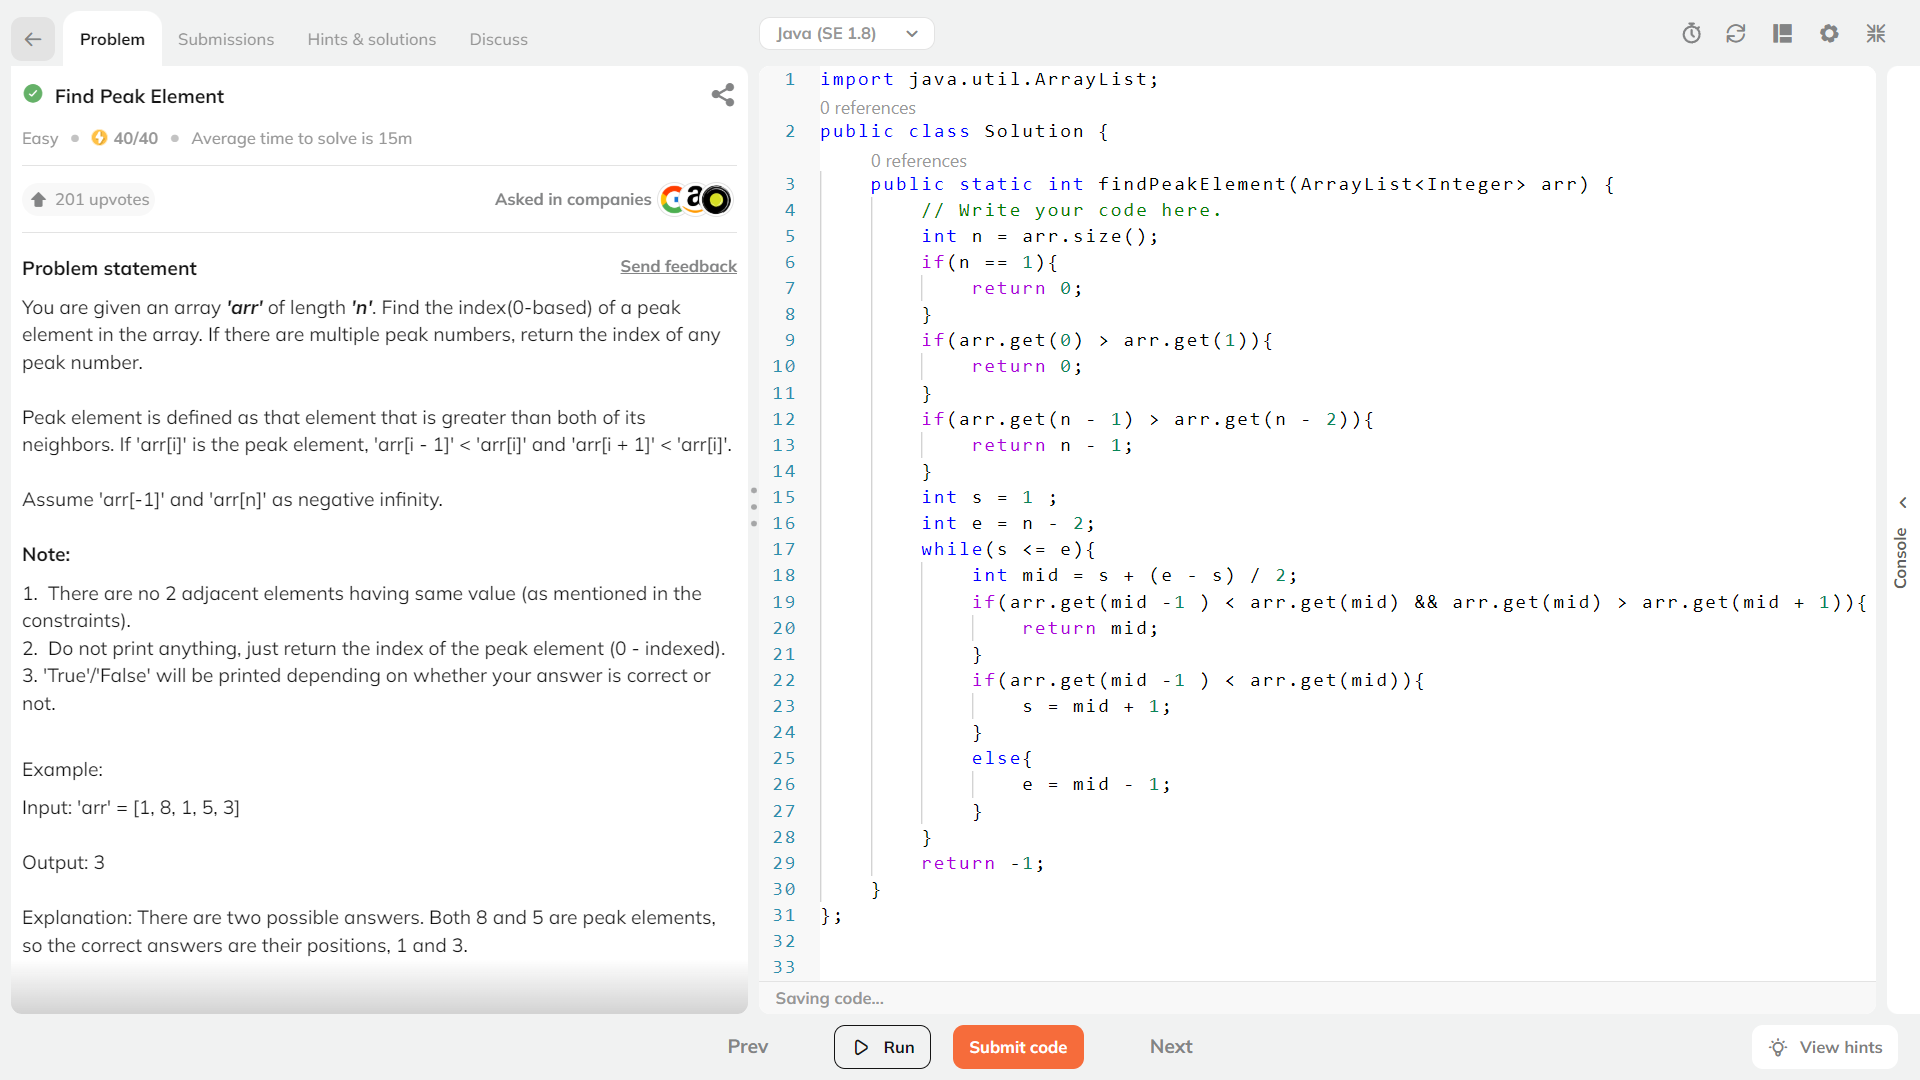 Problem
Submissions
Hints & solutions
Discuss
Find Peak Element
Easy
40/40
Average time to solve is 15m
201 upvotes
Asked in companies
Problem statement
Send feedback
You are given an array 'arr' of length 'n'. Find the index(0-based) of a peak
element in the array. If there are multiple peak numbers, return the index of any
peak number.
Peak element is defined as that element that is greater than both of its
neighbors. If 'arr[i]' is the peak element, 'arr[i - 1]' < 'arr[i]' and 'arr[i + 1]' < 'arr[i]'.
Assume 'arr[-1]' and 'arr[n]' as negative infinity.
Note:
1. There are no 2 adjacent elements having same value (as mentioned in the
constraints).
2. Do not print anything, just return the index of the peak element (0 - indexed).
3. 'True'/'False' will be printed depending on whether your answer is correct or
not.
Example:
Input: 'arr' = [1, 8, 1, 5, 3]
Output: 3
Explanation: There are two possible answers. Both 8 and 5 are peak elements,
so the correct answers are their positions, 1 and 3.
Java (SE 1.8)
1 import java.util.ArrayList;
0 references
2 public class Solution {
0 references
3 public static int findPeakElement(ArrayList<Integer> arr) {
4 // Write your code here.
5 int n = arr.size();
6 if(n == 1){
7 return 0;
8 }
9 if(arr.get(0) > arr.get(1)){
10 return 0;
11 }
12 if(arr.get(n - 1) > arr.get(n - 2)){
13 return n - 1;
14 }
15 int s = 1 ;
16 int e = n - 2;
17 while(s <= e){
18 int mid = s + (e - s) / 2;
19 if(arr.get(mid -1 ) < arr.get(mid) && arr.get(mid) > arr.get(mid + 1)){
20 return mid;
21 }
22 if(arr.get(mid -1 ) < arr.get(mid)){
23 s = mid + 1;
24 }
25 else{
26 e = mid - 1;
27 }
28 }
29 return -1;
30 }
31 };
32
33
Saving code...
Console
Prev
Run
Submit code
Next
View hints